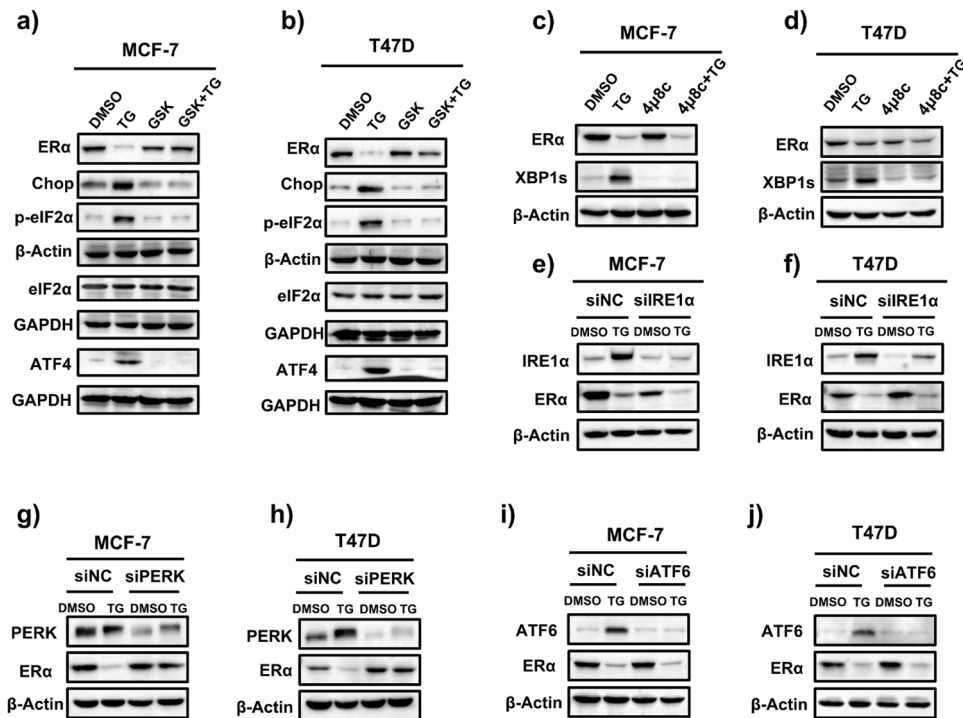 a)
MCF-7
DMSO TG GSK GSK+TG
ERα
Chop
p-eIF2α
β-Actin
eIF2α
GAPDH
ATF4
GAPDH
b)
T47D
DMSO TG GSK GSK+TG
ERα
Chop
p-eIF2α
β-Actin
eIF2α
GAPDH
ATF4
GAPDH
c)
MCF-7
DMSO TG 4μ8c 4μ8c+TG
ERα
XBP1s
β-Actin
d)
T47D
DMSO TG 4μ8c 4μ8c+TG
ERα
XBP1s
β-Actin
e)
MCF-7
siNC siIRE1α
DMSO TG DMSO TG
IRE1α
ERα
β-Actin
f)
T47D
siNC siIRE1α
DMSO TG DMSO TG
IRE1α
ERα
β-Actin
g)
MCF-7
siNC siPERK
DMSO TG DMSO TG
PERK
ERα
β-Actin
h)
T47D
siNC siPERK
DMSO TG DMSO TG
PERK
ERα
β-Actin
i)
MCF-7
siNC siATF6
DMSO TG DMSO TG
ATF6
ERα
β-Actin
j)
T47D
siNC siATF6
DMSO TG DMSO TG
ATF6
ERα
β-Actin